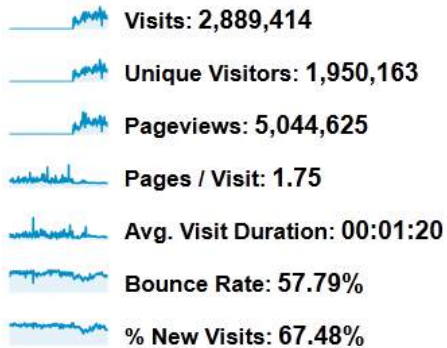 Visits: 2,889,414
Unique Visitors: 1,950,163
Pageviews: 5,044,625
Pages / Visit: 1.75
Avg. Visit Duration: 00:01:20
Bounce Rate: 57.79%
% New Visits: 67.48%